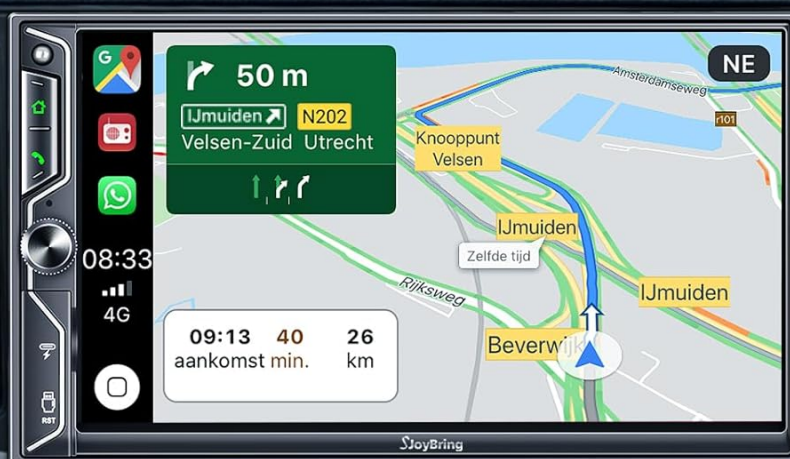 NE
50 m
IJmuiden N202
Velsen-Zuid Utrecht
Amsterdamseweg
r101
Knooppunt
Velsen
IJmuiden
Zelfde tijd
IJmuiden
Rijksweg
Beverwijk
08:33
4G
09:13 40 26
aankomst min. km
RST
SJoyBring